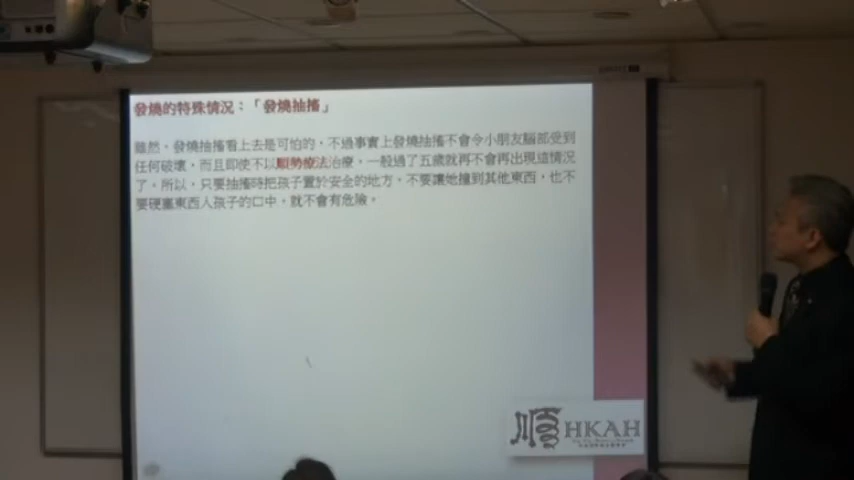 發燒的特殊情況：「發燒抽搐」
雖然、發燒抽搐看上去是可怕的，不過事實上發燒抽搐不會令小朋友腦部受到
任何破壞，而且即使不以順勢療法治療，一般過了五歲就再不會再出現這情況
了。所以，只要抽搐時把孩子置於安全的地方，不要讓她撞到其他東西，也不
要硬塞東西入孩子的口中，就不會有危險。
順 HKAH